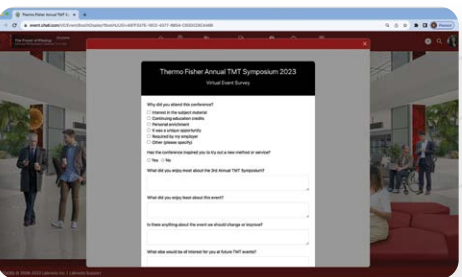 Thermo Fisher Annual TMT Symposium 2023
Virtual Event Survey
Why did you attend this conference?
Interest in the subject material
Continuing education credits
Personal enrichment
It was a unique opportunity
Required by my employer
Other (please specify)
Has the conference inspired you to try out a new method or service?
Yes No
What did you enjoy most about the 3rd Annual TMT Symposium?
What did you enjoy least about this event?
Is there anything about the event we should change or improve?
What else would be of interest for you at future TMT events?